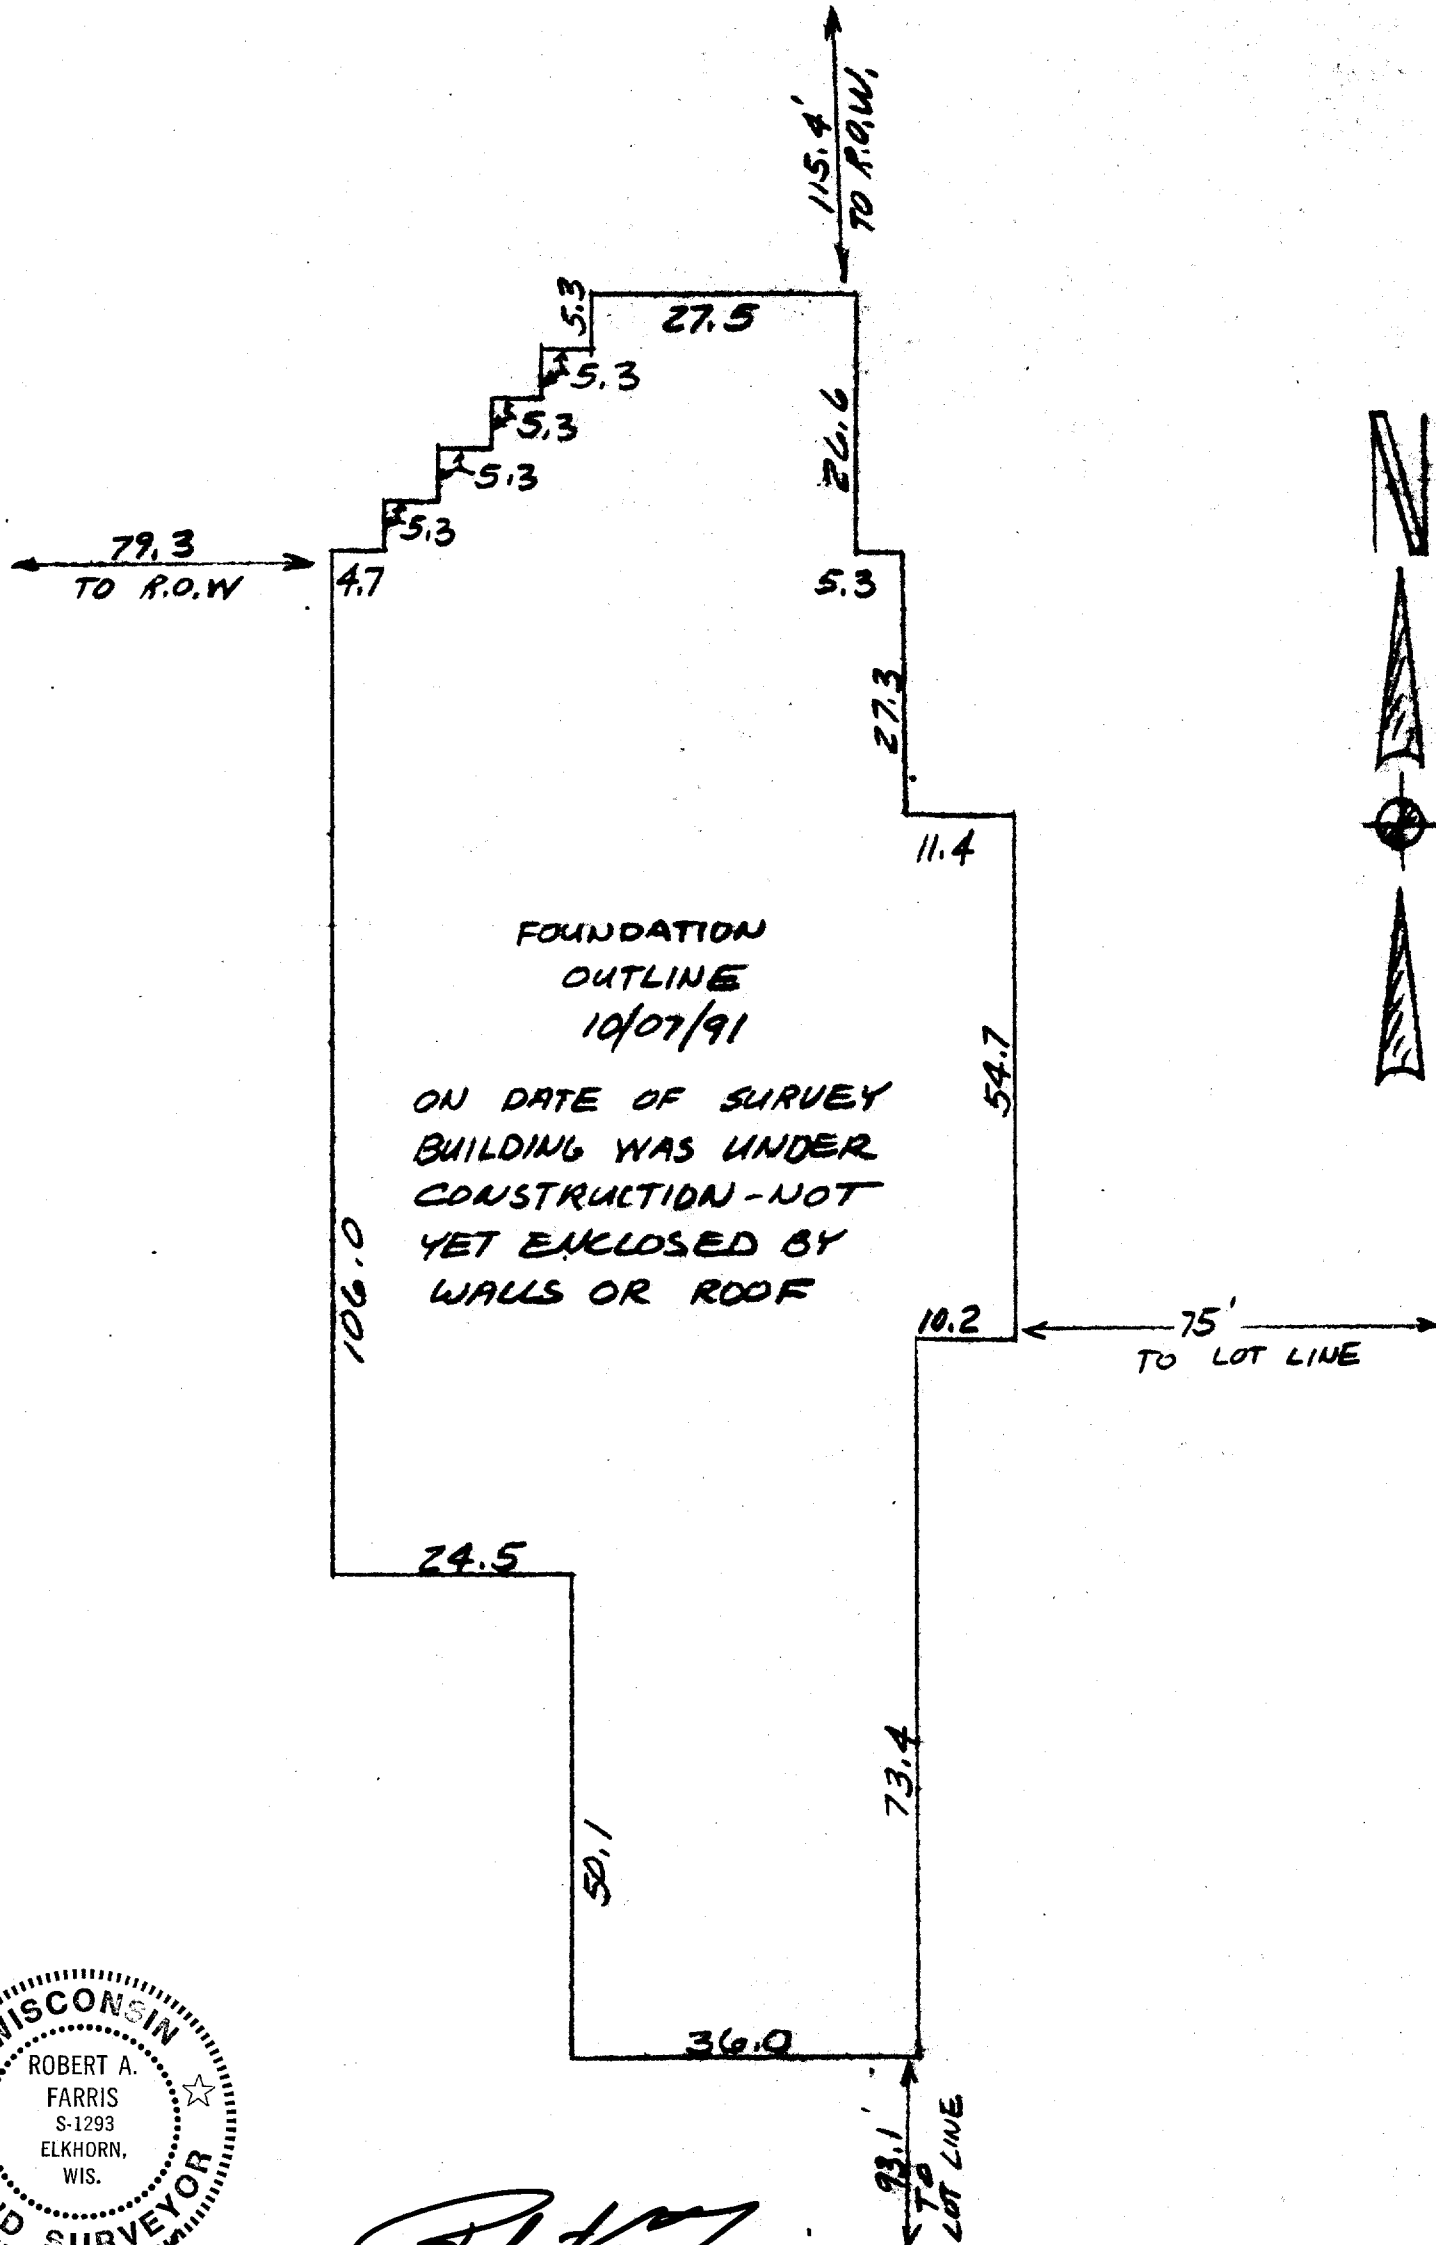 115.4'
TO R.O.W.
5.3
27.5
5.3
5.3
5.3
5.3
26.6
N
79.3
TO R.O.W
4.7
5.3
27.3
11.4
FOUNDATION
OUTLINE
10/07/91
ON DATE OF SURVEY
BUILDING WAS UNDER
CONSTRUCTION - NOT
YET ENCLOSED BY
WALLS OR ROOF
54.7
106.0
10.2
75'
TO LOT LINE
24.5
73.4
50.1
36.0
93.1'
TO
LOT LINE
WISCONSIN
ROBERT A.
FARRIS
S-1293
ELKHORN,
WIS.
SURVEYOR